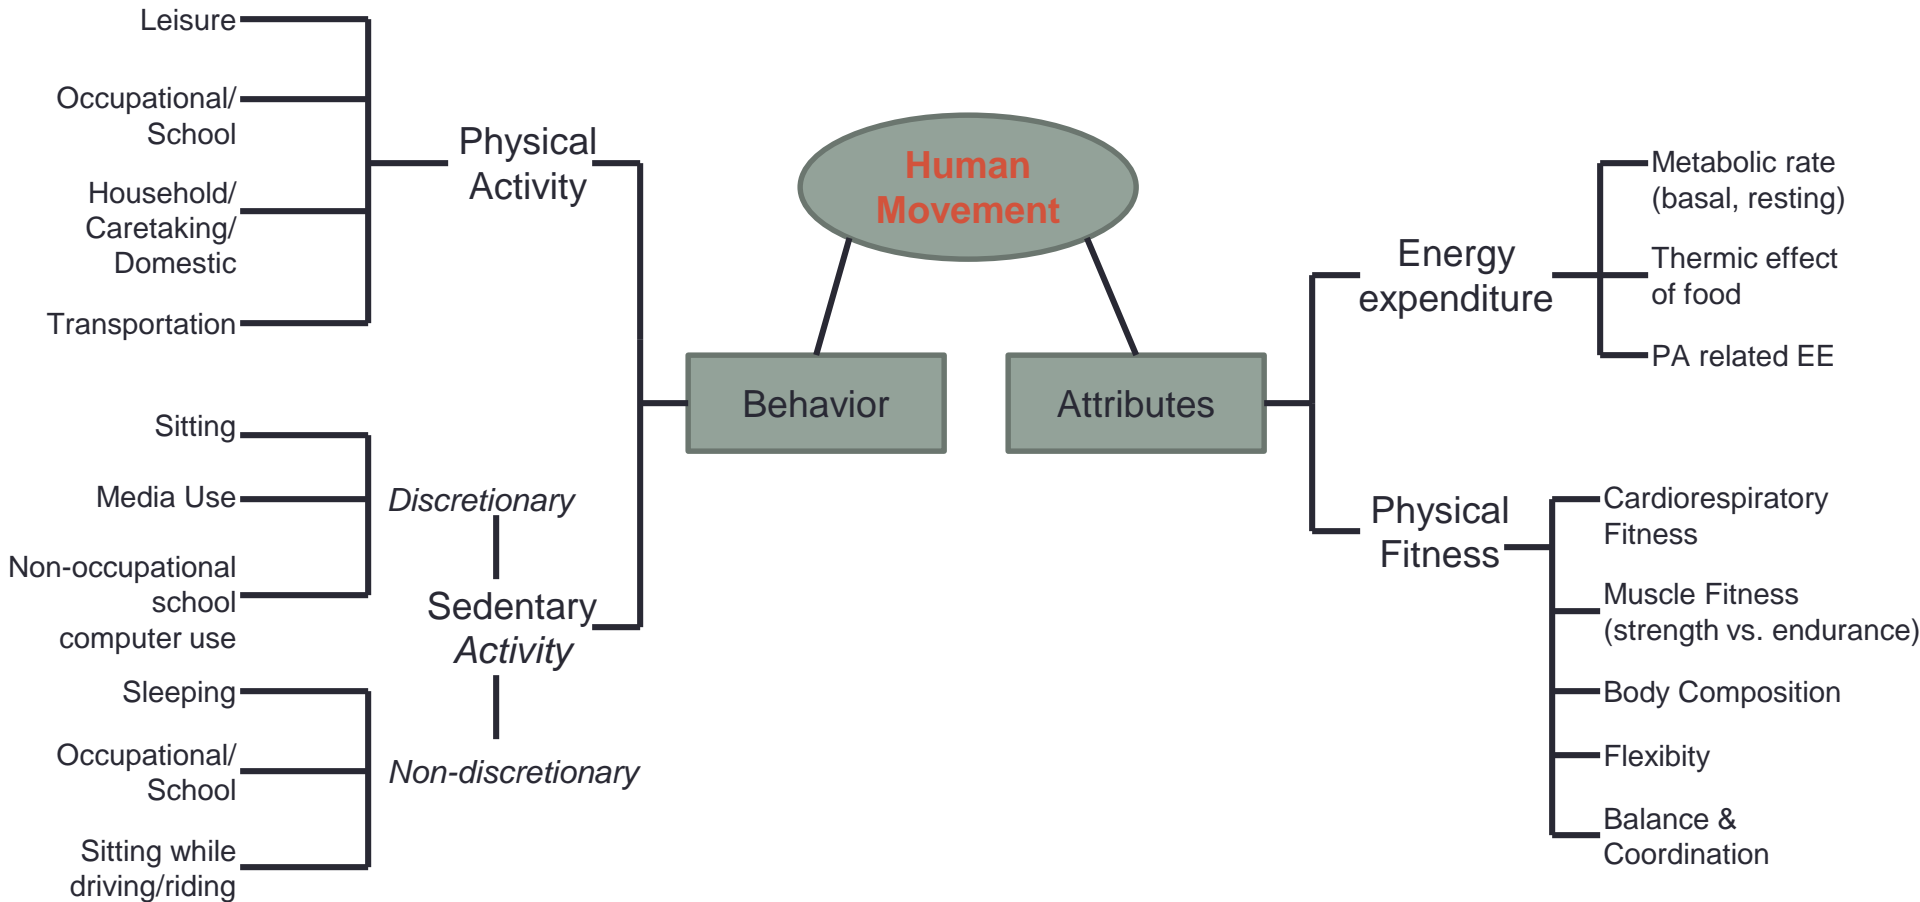 Leisure
Occupational/
School
Household/
Caretaking/
Domestic
Transportation
Physical
Activity
Sitting
Media Use
Non-occupational
school
computer use
Discretionary
Sedentary
Activity
Sleeping
Occupational/
School
Sitting while
driving/riding
Non-discretionary
Human
Movement
Behavior
Attributes
Energy
expenditure
Metabolic rate
(basal, resting)
Thermic effect
of food
PA related EE
Physical
Fitness
Cardiorespiratory
Fitness
Muscle Fitness
(strength vs. endurance)
Body Composition
Flexibity
Balance &
Coordination